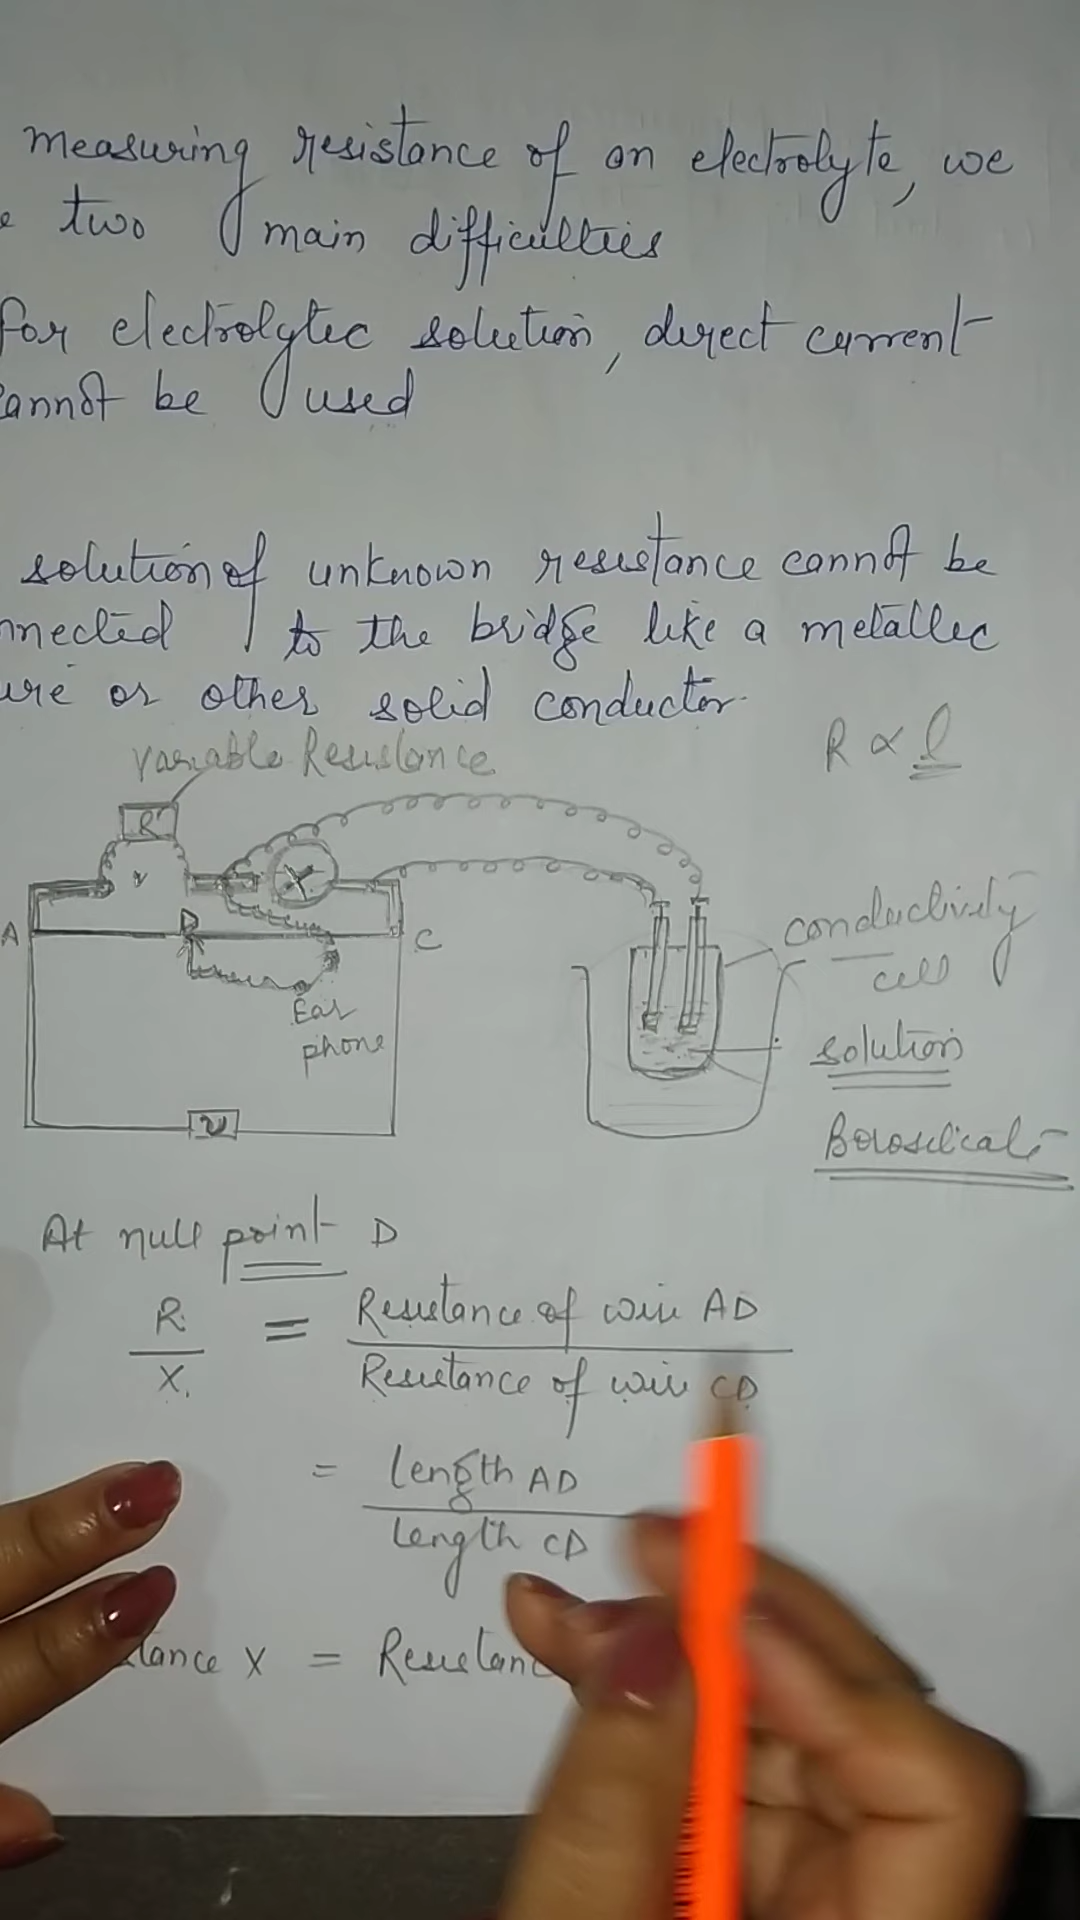 measuring resistance of an electrolyte, we
two main difficulties
for electrolytic solution, direct current
cannot be used
solution of unknown resistance cannot be
nnected to the bridge like a metallic
or other solid conductor
R ∝ l
Variable Resistance
R
X
A
D
C
Ear
phone
conductivity
cell
solution
Borosilicate
At null point D
R = Resistance of wire AD
X Resistance of wire CD
= length AD
length CD
tance X = Resistanc